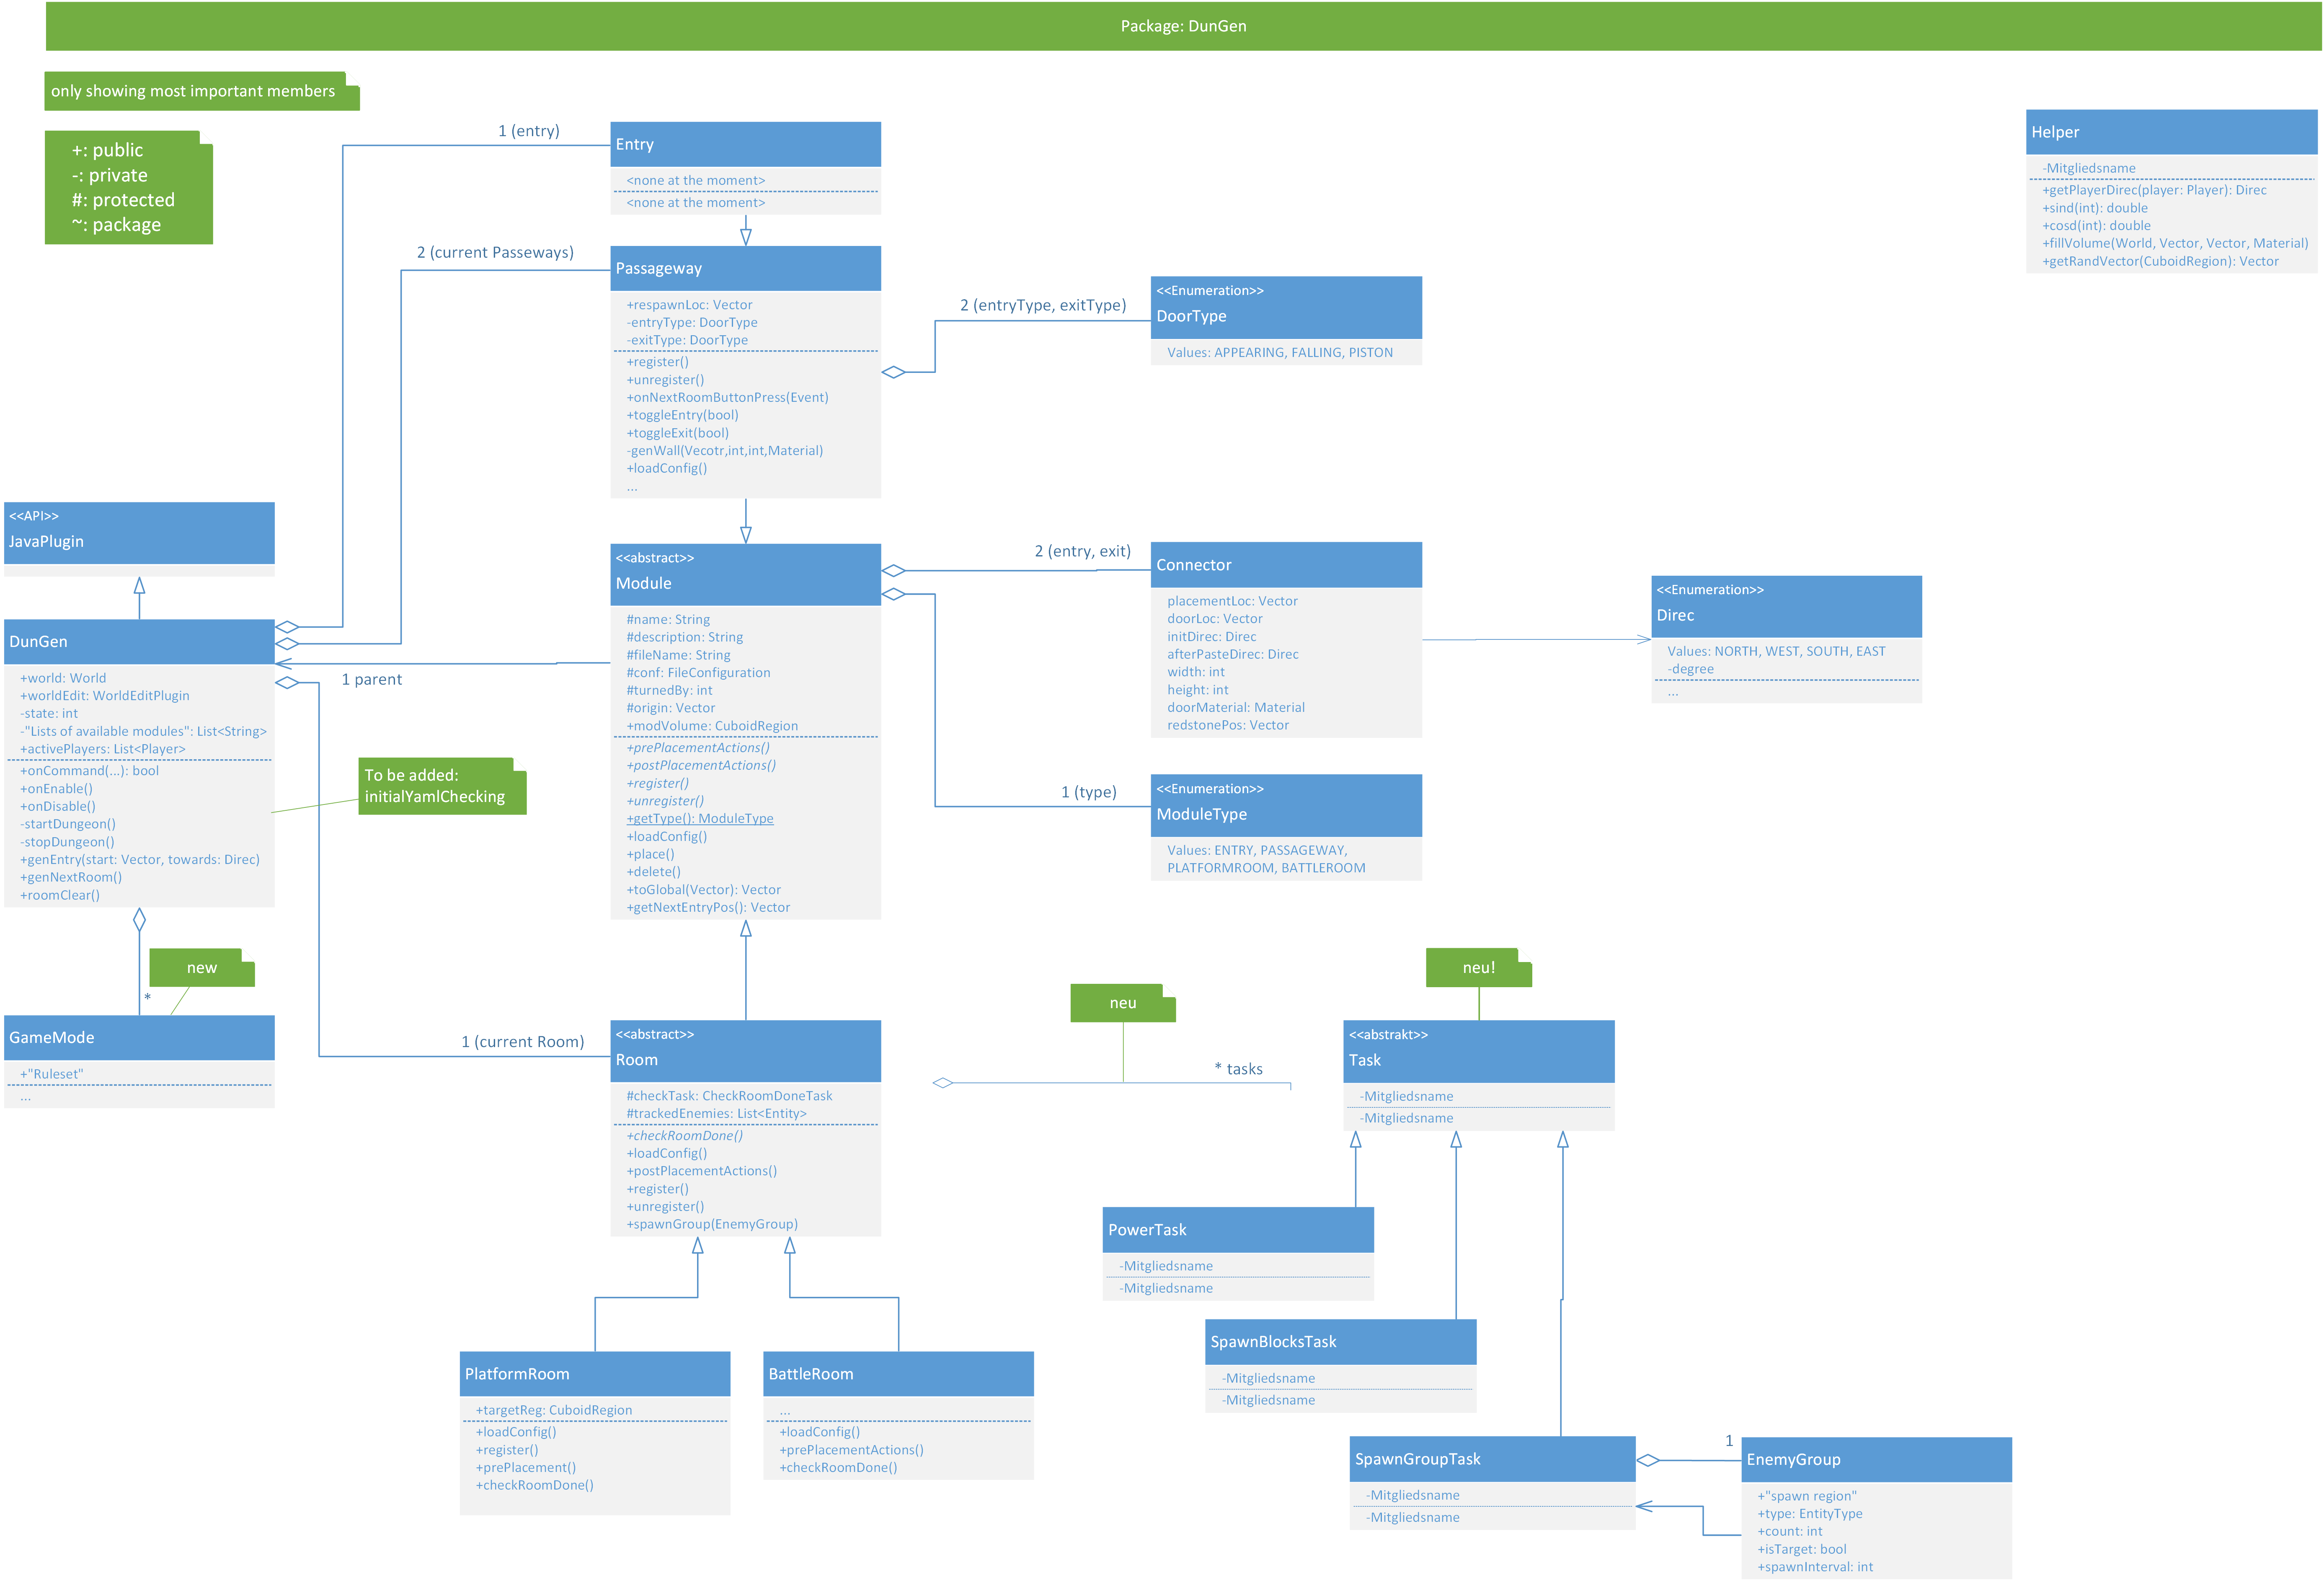 Package: DunGen
only showing most important members
+: public
-: private
#: protected
~: package
1 (entry)
Entry
<none at the moment>
<none at the moment>
Helper
-Mitgliedsname
+getPlayerDirec(player: Player): Direc
+sind(int): double
+cosd(int): double
+fillVolume(World, Vector, Vector, Material)
+getRandVector(CuboidRegion): Vector
2 (current Passeways)
Passageway
+respawnLoc: Vector
-entryType: DoorType
-exitType: DoorType
+register()
+unregister()
+onNextRoomButtonPress(Event)
+toggleEntry(bool)
+toggleExit(bool)
-genWall(Vecotr,int,int,Material)
+loadConfig()
...
2 (entryType, exitType)
<<Enumeration>>
DoorType
Values: APPEARING, FALLING, PISTON
<<API>>
JavaPlugin
DunGen
+world: World
+worldEdit: WorldEditPlugin
-state: int
-"Lists of available modules": List<String>
+activePlayers: List<Player>
+onCommand(...): bool
+onEnable()
+onDisable()
-startDungeon()
-stopDungeon()
+genEntry(start: Vector, towards: Direc)
+genNextRoom()
+roomClear()
1 parent
To be added:
initialYamlChecking
<<abstract>>
Module
#name: String
#description: String
#fileName: String
#conf: FileConfiguration
#turnedBy: int
#origin: Vector
+modVolume: CuboidRegion
+prePlacementActions()
+postPlacementActions()
+register()
+unregister()
+getType(): ModuleType
+loadConfig()
+place()
+delete()
+toGlobal(Vector): Vector
+getNextEntryPos(): Vector
2 (entry, exit)
Connector
placementLoc: Vector
doorLoc: Vector
initDirec: Direc
afterPasteDirec: Direc
width: int
height: int
doorMaterial: Material
redstonePos: Vector
<<Enumeration>>
Direc
Values: NORTH, WEST, SOUTH, EAST
-degree
...
1 (type)
<<Enumeration>>
ModuleType
Values: ENTRY, PASSAGEWAY,
PLATFORMROOM, BATTLEROOM
new
*
GameMode
+"Ruleset"
...
1 (current Room)
<<abstract>>
Room
#checkTask: CheckRoomDoneTask
#trackedEnemies: List<Entity>
+checkRoomDone()
+loadConfig()
+postPlacementActions()
+register()
+unregister()
+spawnGroup(EnemyGroup)
neu
* tasks
neu!
<<abstrakt>>
Task
-Mitgliedsname
-Mitgliedsname
PowerTask
-Mitgliedsname
-Mitgliedsname
SpawnBlocksTask
-Mitgliedsname
-Mitgliedsname
PlatformRoom
+targetReg: CuboidRegion
+loadConfig()
+register()
+prePlacement()
+checkRoomDone()
BattleRoom
...
+loadConfig()
+prePlacementActions()
+checkRoomDone()
SpawnGroupTask
-Mitgliedsname
-Mitgliedsname
1
EnemyGroup
+"spawn region"
+type: EntityType
+count: int
+isTarget: bool
+spawnInterval: int